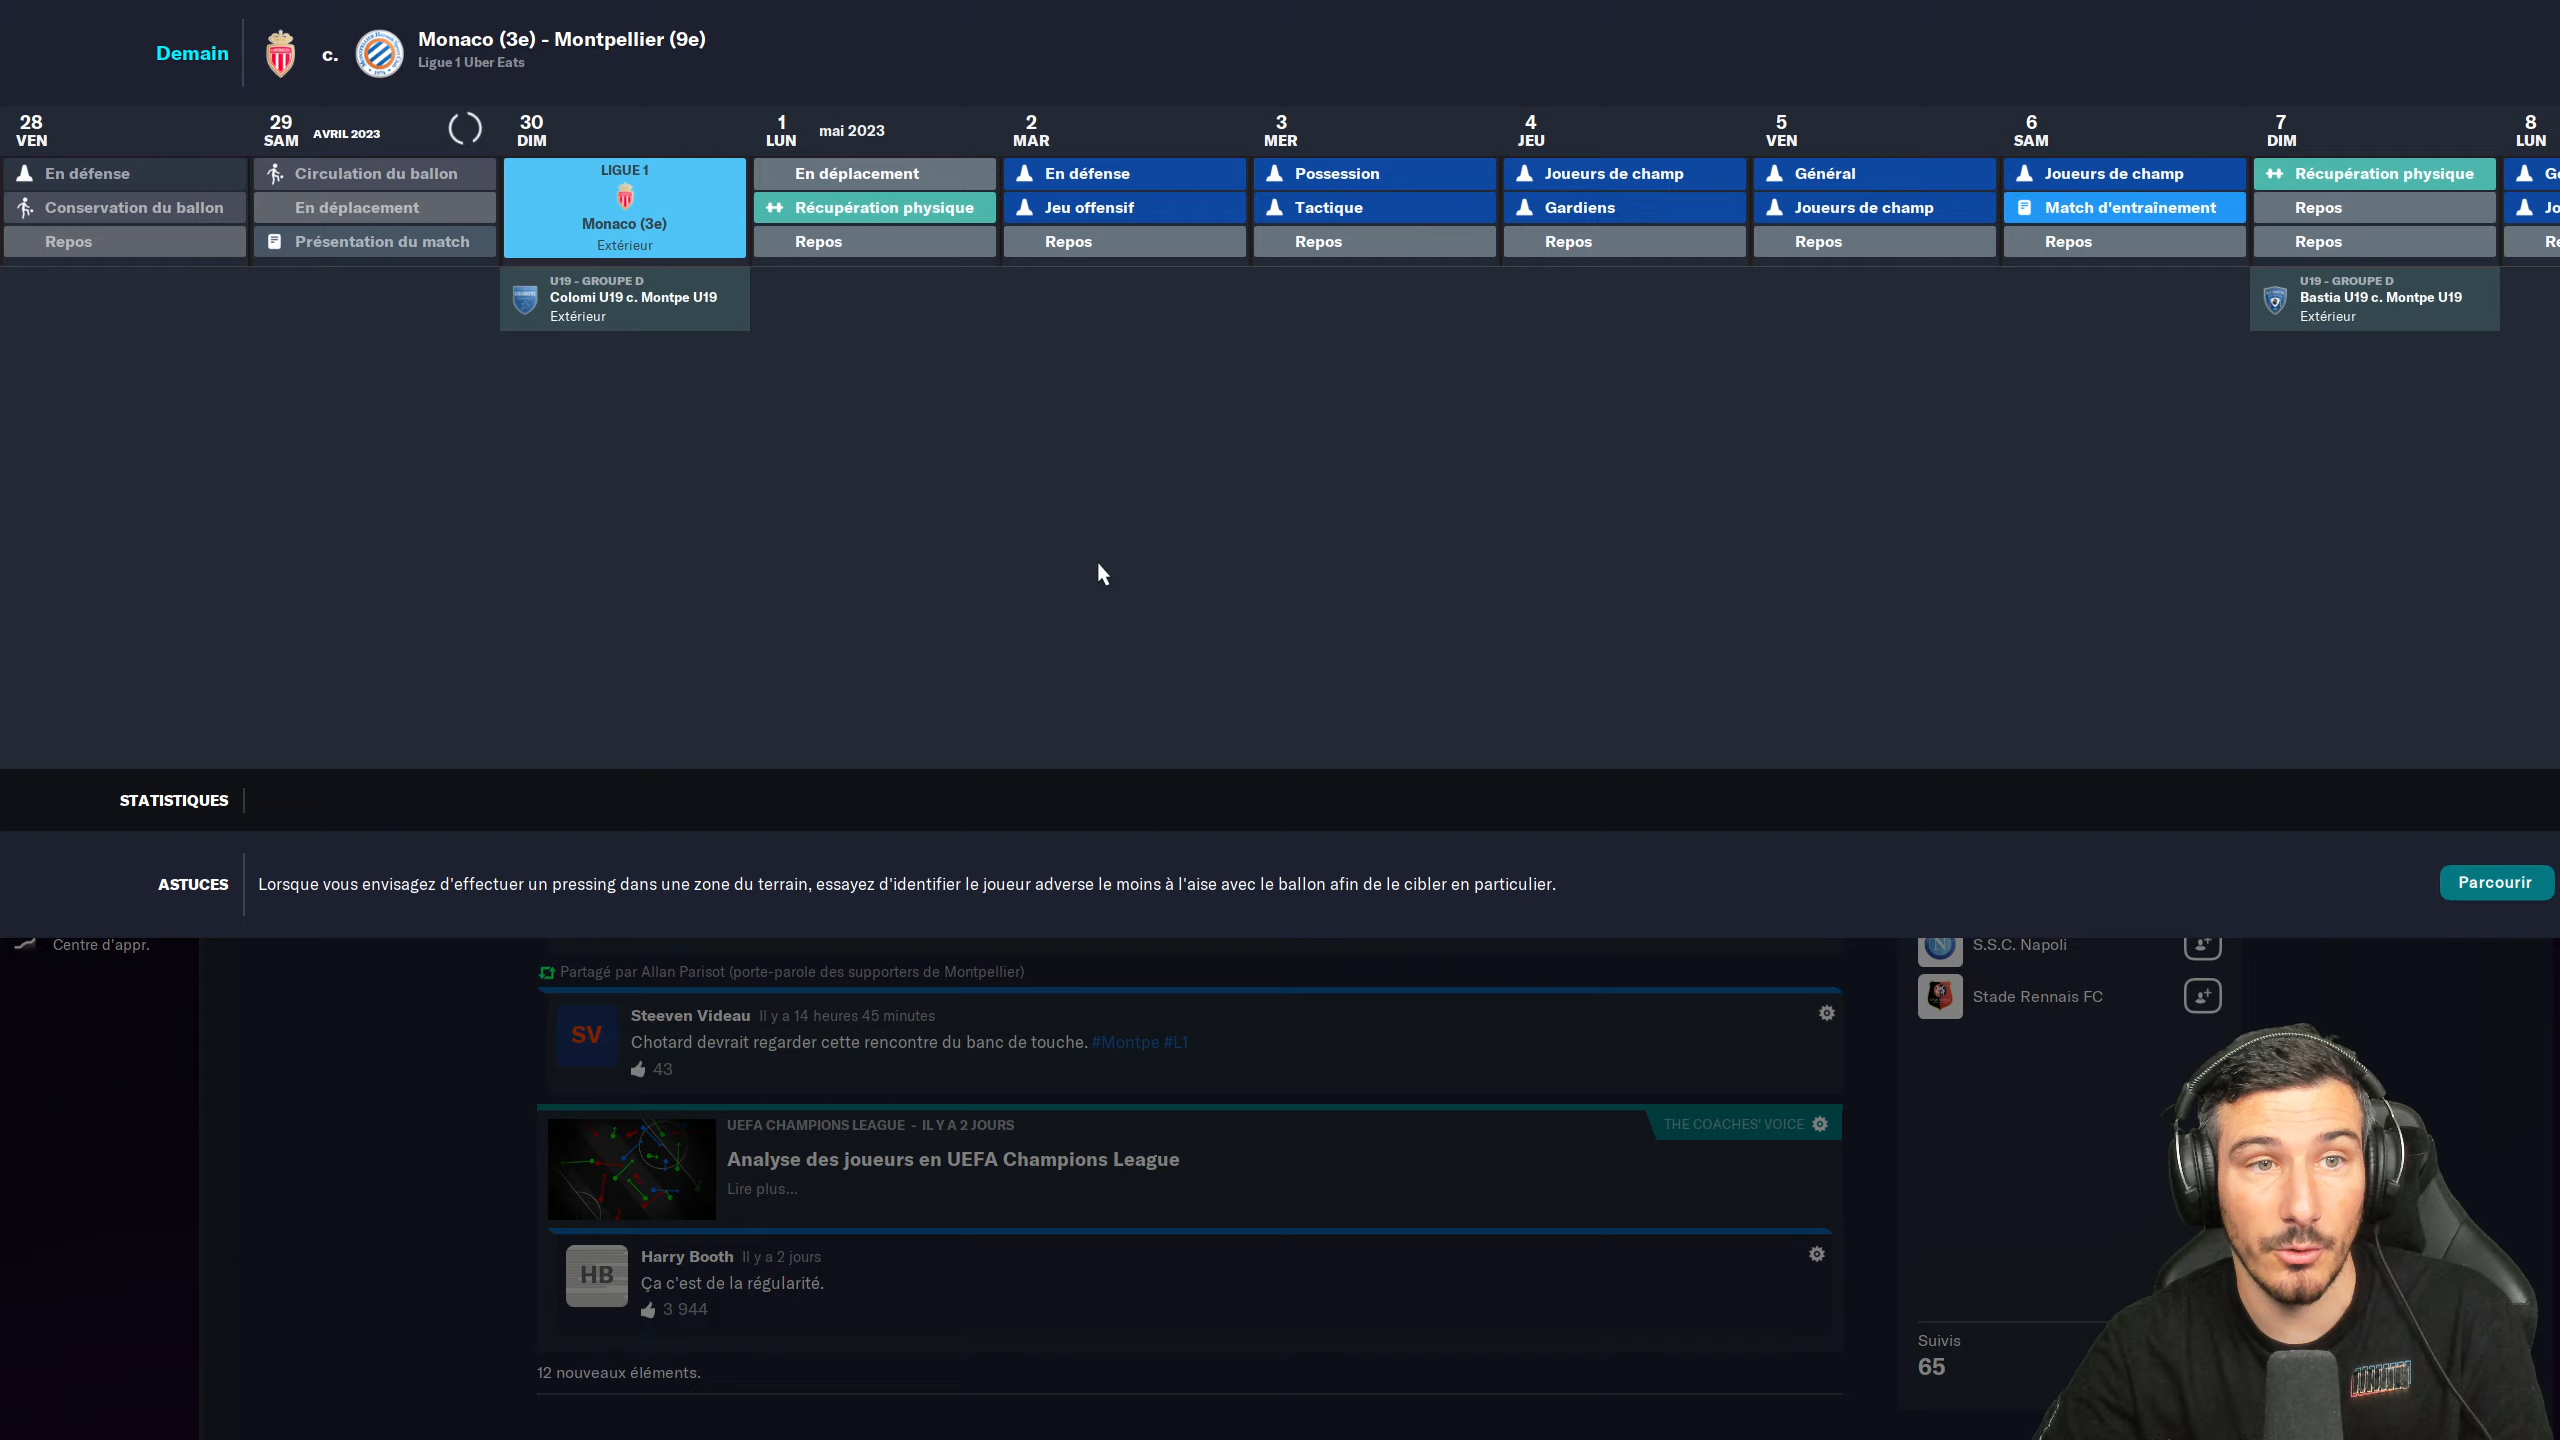 Demain
c.
Monaco (3e) - Montpellier (9e)
Ligue 1 Uber Eats
28
VEN
29
SAM AVRIL 2023
30
DIM
1
LUN mai 2023
2
MAR
3
MER
4
JEU
5
VEN
6
SAM
7
DIM
8
LUN
En défense
Conservation du ballon
Repos
Circulation du ballon
En déplacement
Présentation du match
LIGUE 1
Monaco (3e)
Extérieur
En déplacement
Récupération physique
Repos
En défense
Jeu offensif
Repos
Possession
Tactique
Repos
Joueurs de champ
Gardiens
Repos
Général
Joueurs de champ
Repos
Joueurs de champ
Match d'entraînement
Repos
Récupération physique
Repos
Repos
U19 - GROUPE D
Colomi U19 c. Montpe U19
Extérieur
U19 - GROUPE D
Bastia U19 c. Montpe U19
Extérieur
STATISTIQUES
ASTUCES
Lorsque vous envisagez d'effectuer un pressing dans une zone du terrain, essayez d'identifier le joueur adverse le moins à l'aise avec le ballon afin de le cibler en particulier.
Parcourir
Centre d'appr.
Partagé par Allan Parisot (porte-parole des supporters de Montpellier)
SV
Steeven Videau Il y a 14 heures 45 minutes
Chotard devrait regarder cette rencontre du banc de touche. #Montpe #L1
43
UEFA CHAMPIONS LEAGUE - IL Y A 2 JOURS
THE COACHES' VOICE
Analyse des joueurs en UEFA Champions League
Lire plus...
HB
Harry Booth Il y a 2 jours
Ça c'est de la régularité.
3 944
12 nouveaux éléments.
S.S.C. Napoli
Stade Rennais FC
Suivis
65